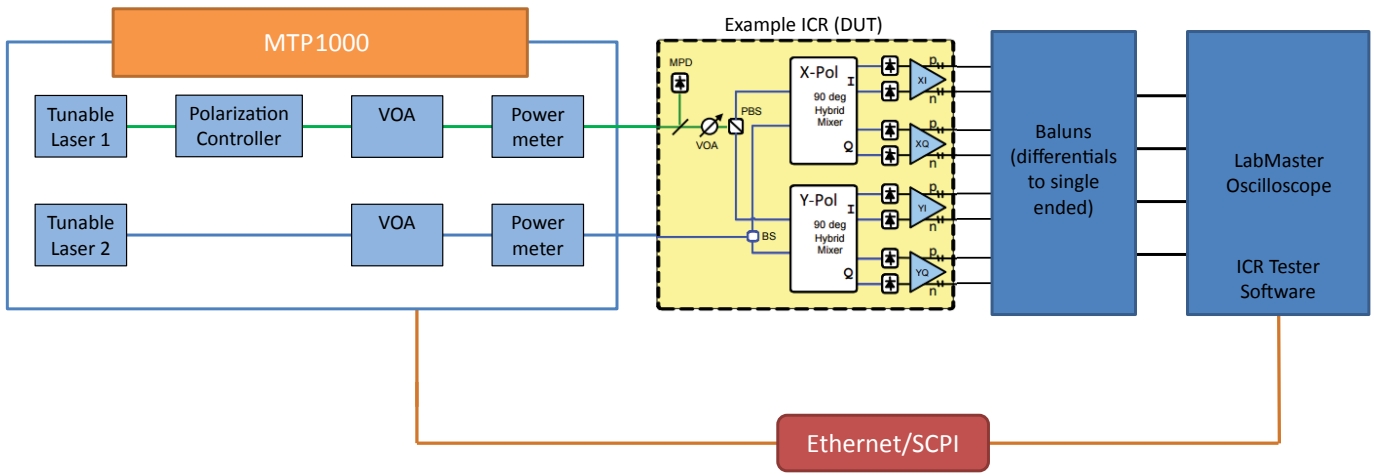 MTP1000
Tunable
Laser 1
Polarization
Controller
VOA
Power
meter
Tunable
Laser 2
VOA
Power
meter
Example ICR (DUT)
MPD
VOA
PBS
BS
X-Pol
I
90 deg
Hybrid
Mixer
Q
Y-Pol
I
90 deg
Hybrid
Mixer
Q
p
XI
n
p
XQ
n
p
YI
n
p
YQ
n
Baluns
(differentials
to single
ended)
LabMaster
Oscilloscope
ICR Tester
Software
Ethernet/SCPI